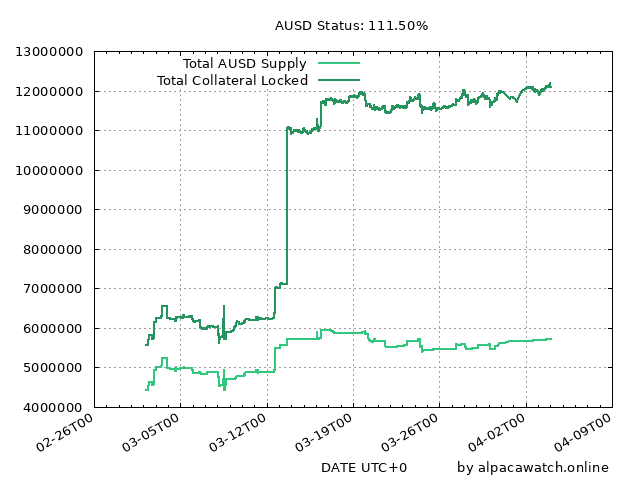 AUSD Status: 111.50%
Total AUSD Supply
Total Collateral Locked
13000000
12000000
11000000
10000000
9000000
8000000
7000000
6000000
5000000
4000000
02-26T00
03-05T00
03-12T00
03-19T00
03-26T00
04-02T00
04-09T00
DATE UTC+0
by alpacawatch.online